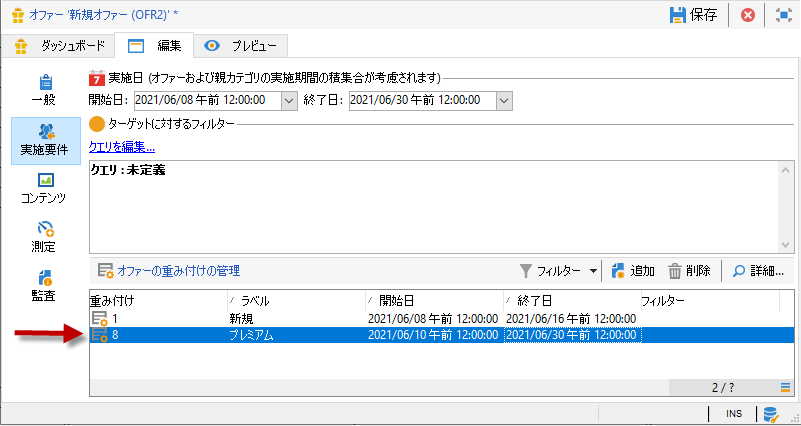 オファー '新規オファー (OFR2)' *
保存
ダッシュボード 編集 プレビュー
一般
実施要件
コンテンツ
測定
監査
7 実施日 (オファーおよび親カテゴリの実施期間の積集合が考慮されます)
開始日: 2021/06/08 午前 12:00:00 終了日: 2021/06/30 午前 12:00:00
ターゲットに対するフィルター
クエリを編集...
クエリ : 未定義
オファーの重み付けの管理 フィルター 追加 削除 詳細...
重み付け ラベル 開始日 終了日 フィルター
1 新規 2021/06/08 午前 12:00:00 2021/06/16 午前 12:00:00
8 プレミアム 2021/06/10 午前 12:00:00 2021/06/30 午前 12:00:00
2 / ?
INS